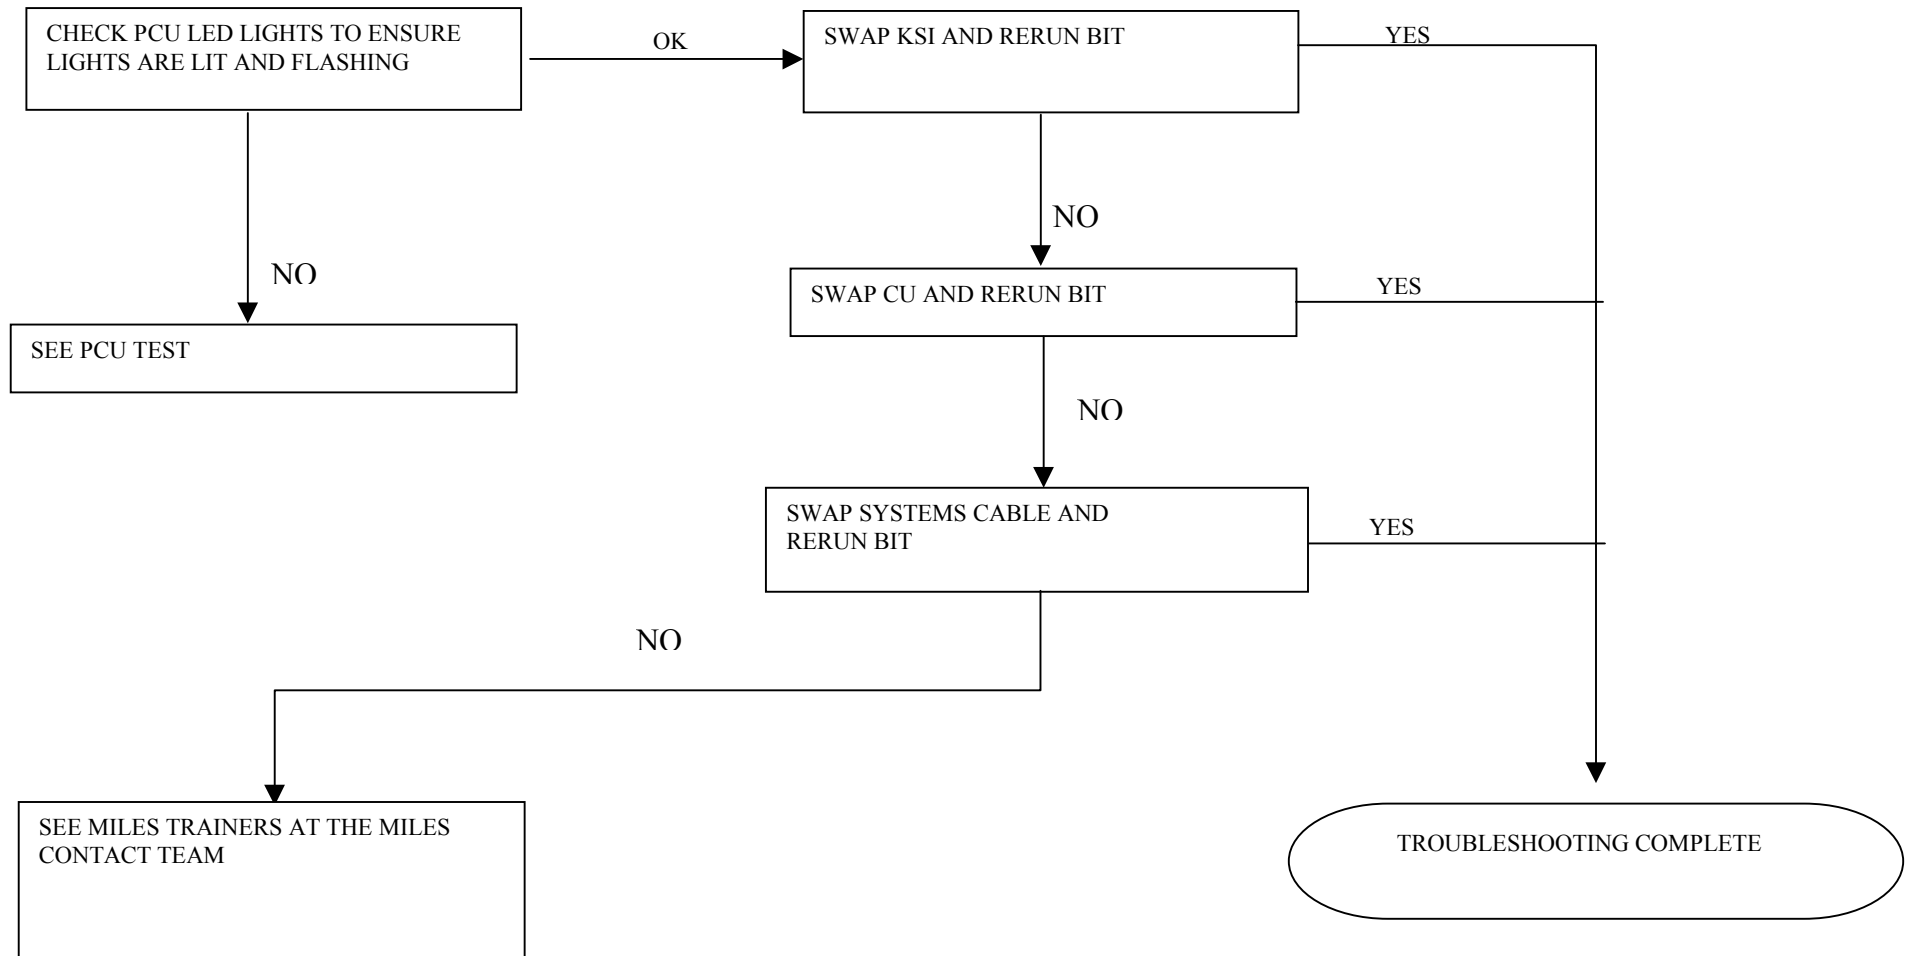 CHECK PCU LED LIGHTS TO ENSURE
LIGHTS ARE LIT AND FLASHING
OK
SWAP KSI AND RERUN BIT
YES
NO
NO
SEE PCU TEST
SWAP CU AND RERUN BIT
YES
NO
SWAP SYSTEMS CABLE AND
RERUN BIT
YES
NO
SEE MILES TRAINERS AT THE MILES
CONTACT TEAM
TROUBLESHOOTING COMPLETE